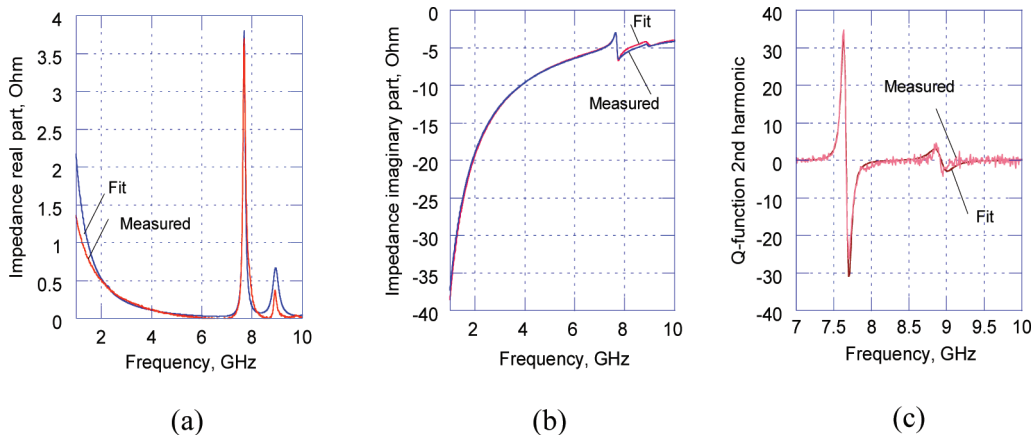 Impedance real part, Ohm
4
3.5
3
2.5
2
1.5
1
0.5
0
Fit
Measured
2 4 6 8 10
Frequency, GHz
(a)
Impedance imaginary part, Ohm
0
-5
-10
-15
-20
-25
-30
-35
-40
Fit
Measured
2 4 6 8 10
Frequency, GHz
(b)
Q-function 2nd harmonic
40
30
20
10
0
-10
-20
-30
-40
Measured
Fit
7 7.5 8 8.5 9 9.5 10
Frequency, GHz
(c)